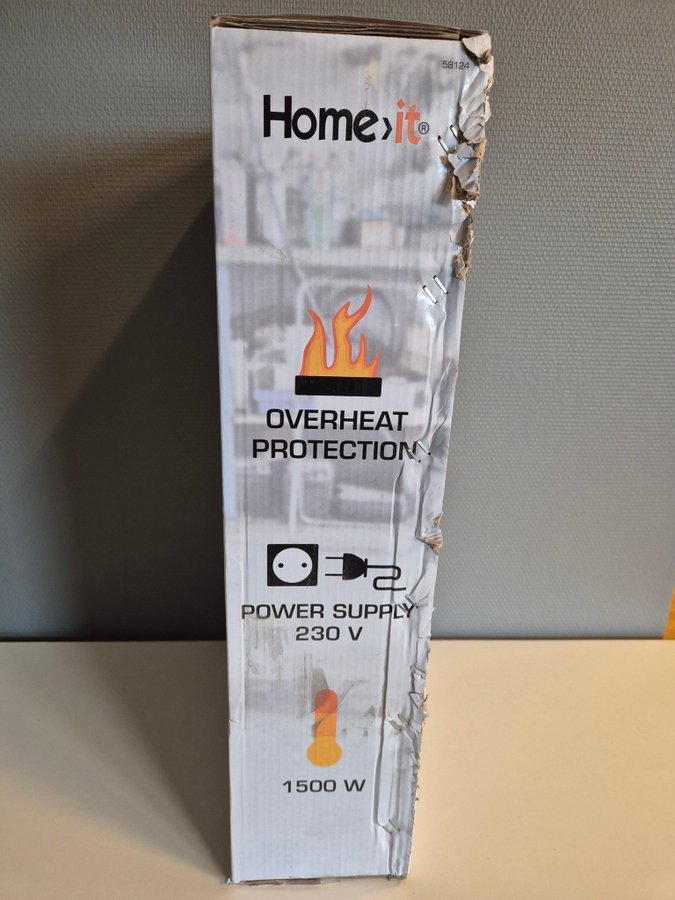 58124
Home›it®
OVERHEAT
PROTECTION
POWER SUPPLY
230 V
1500 W